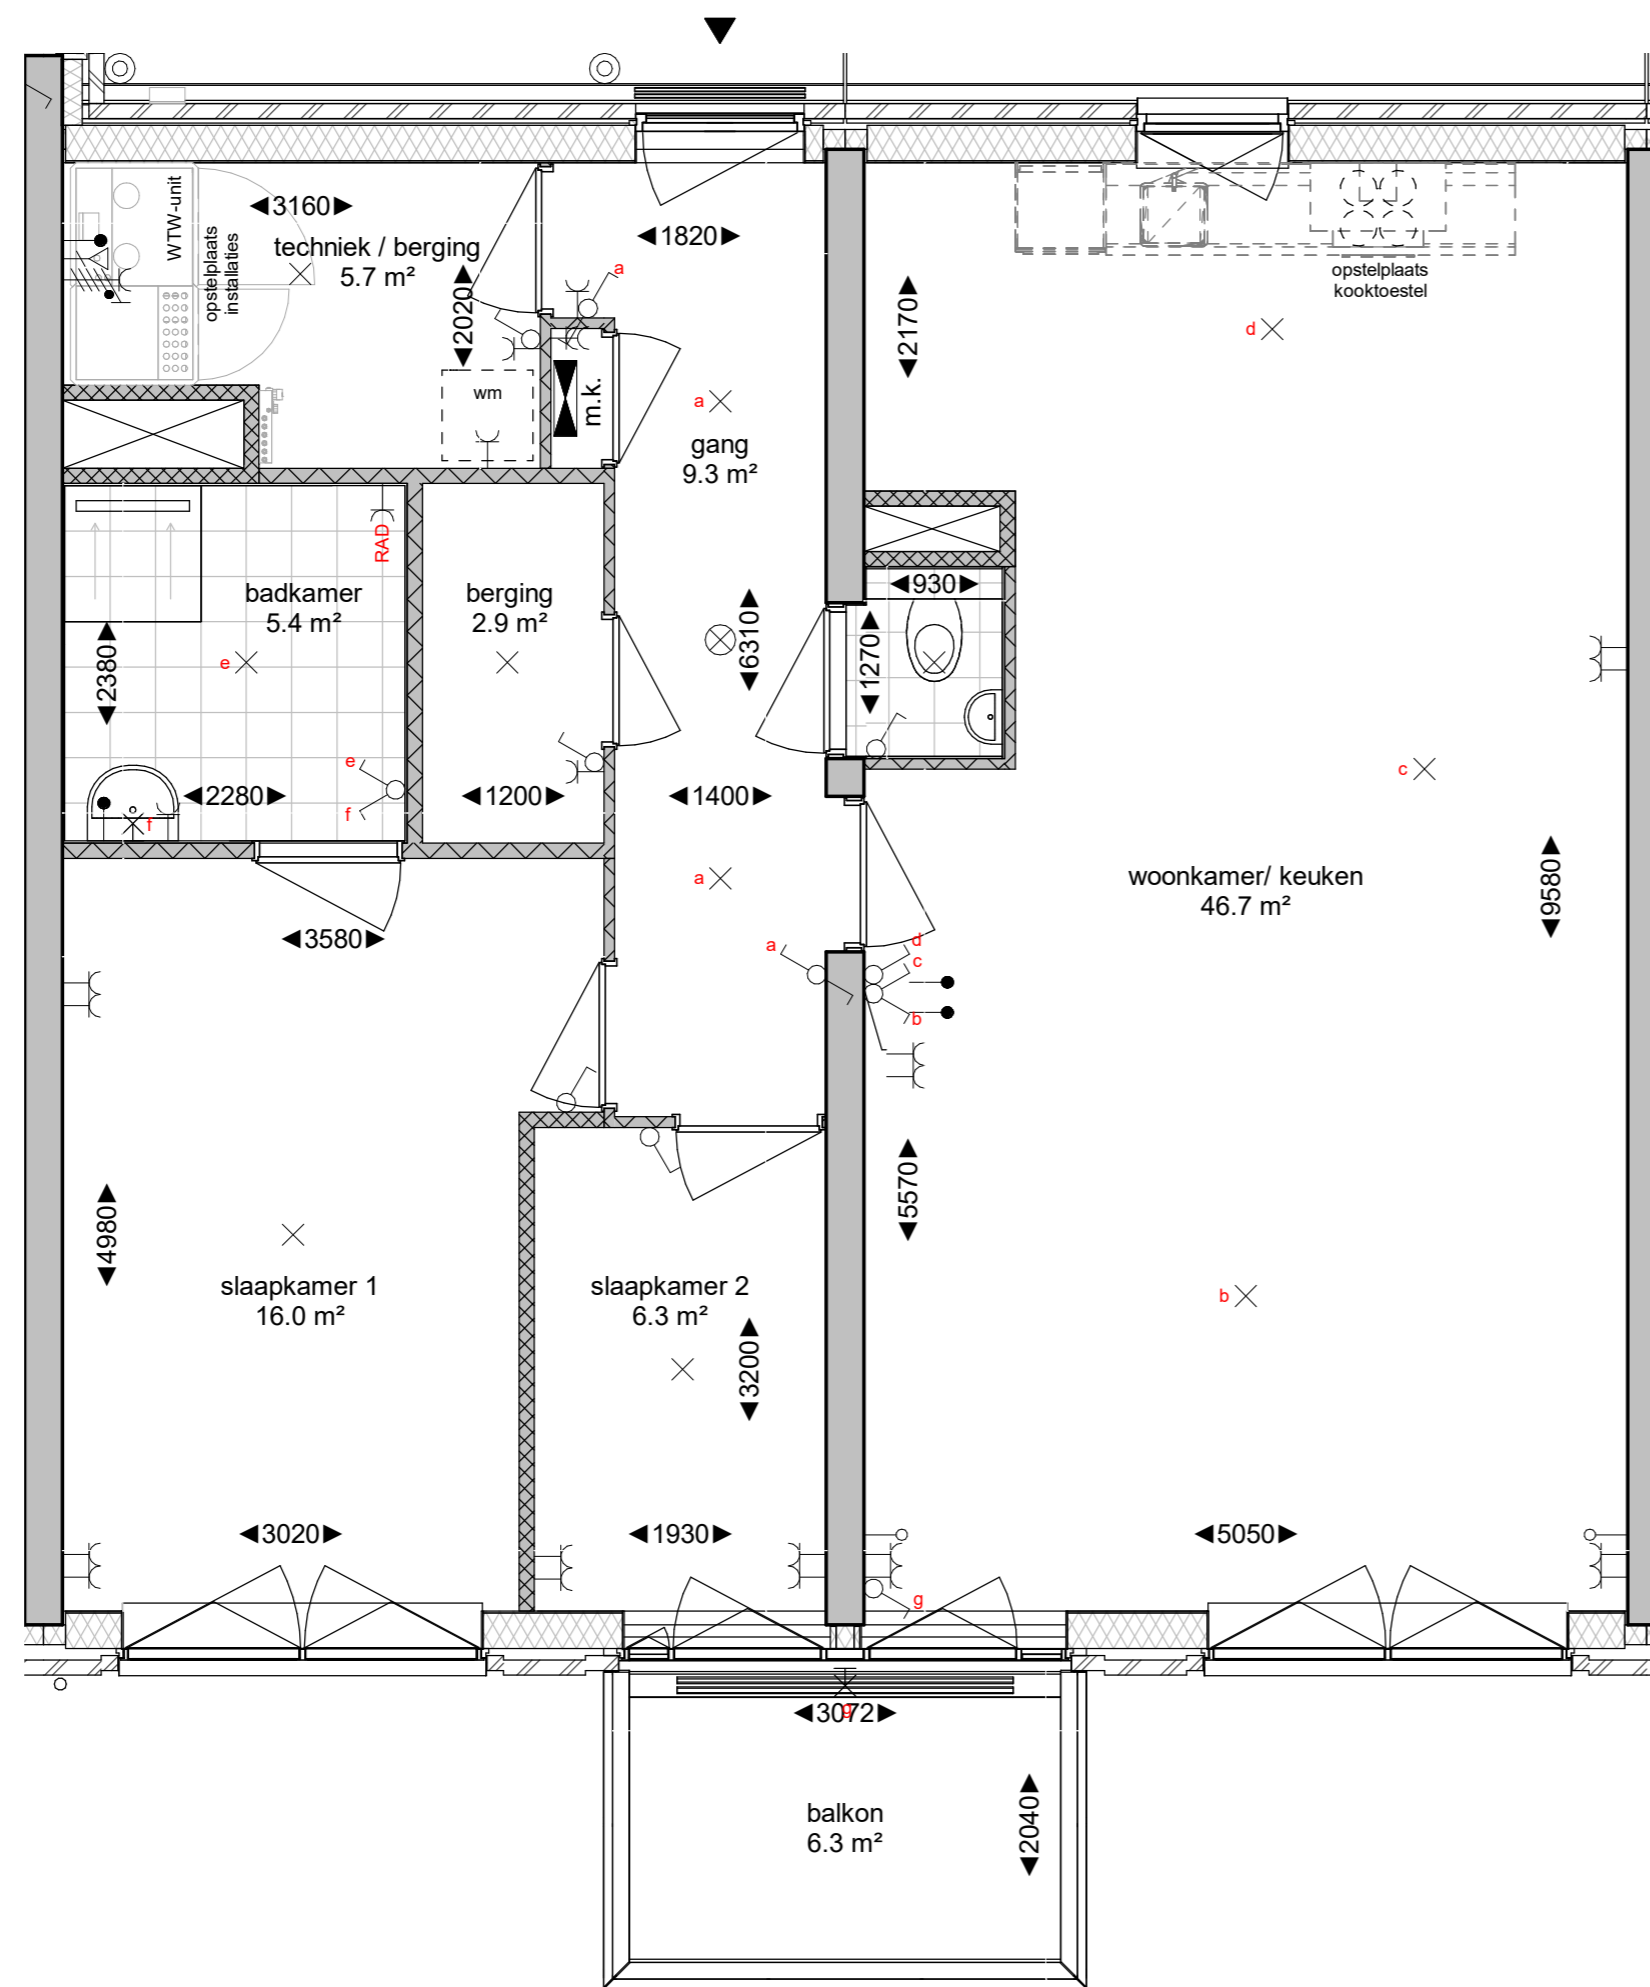 WTW-unit
opstelplaats
installaties
3160
techniek / berging
5.7 m²
2020
1820
a
wm
m.k.
a
gang
9.3 m²
opstelplaats
kooktoestel
2170
d
RAD
badkamer
5.4 m²
2380
e
e
f
2280
f
berging
2.9 m²
1200
6310
1400
930
1270
a
a
c
woonkamer/ keuken
46.7 m²
9580
d
c
b
3580
4980
slaapkamer 1
16.0 m²
3020
slaapkamer 2
6.3 m²
3200
1930
5570
b
5050
g
g
3072
balkon
6.3 m²
2040